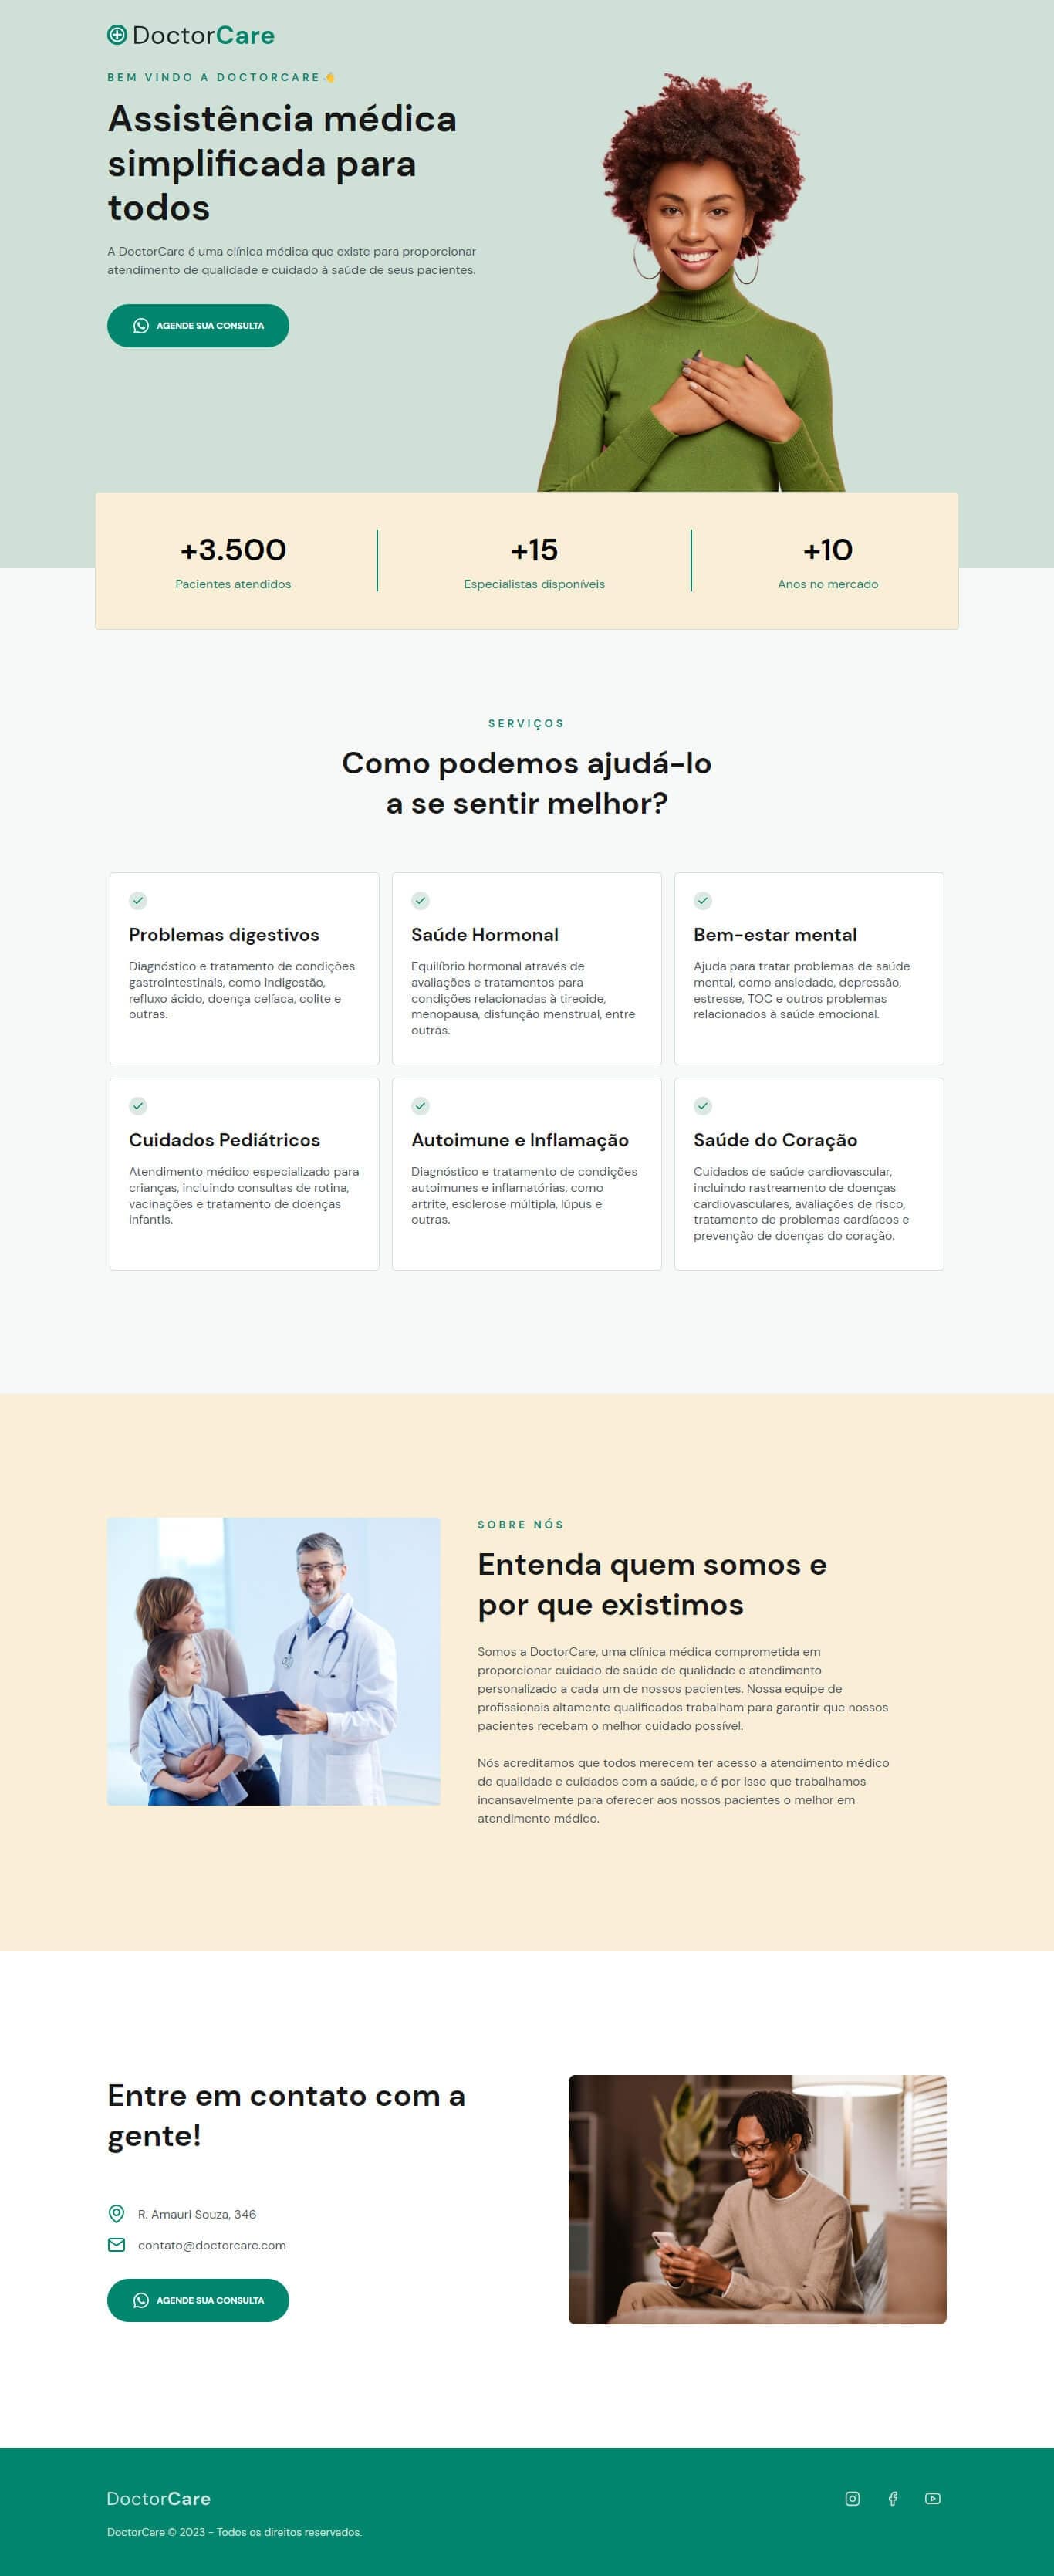 DoctorCare
BEM VINDO A DOCTORCARE 👋
Assistência médica
simplificada para
todos
A DoctorCare é uma clínica médica que existe para proporcionar
atendimento de qualidade e cuidado à saúde de seus pacientes.
AGENDE SUA CONSULTA
+3.500
Pacientes atendidos
+15
Especialistas disponíveis
+10
Anos no mercado
SERVIÇOS
Como podemos ajudá-lo
a se sentir melhor?
Problemas digestivos
Diagnóstico e tratamento de condições
gastrointestinais, como indigestão,
refluxo ácido, doença celíaca, colite e
outras.
Saúde Hormonal
Equilíbrio hormonal através de
avaliações e tratamentos para
condições relacionadas à tireoide,
menopausa, disfunção menstrual, entre
outras.
Bem-estar mental
Ajuda para tratar problemas de saúde
mental, como ansiedade, depressão,
estresse, TOC e outros problemas
relacionados à saúde emocional.
Cuidados Pediátricos
Atendimento médico especializado para
crianças, incluindo consultas de rotina,
vacinações e tratamento de doenças
infantis.
Autoimune e Inflamação
Diagnóstico e tratamento de condições
autoimunes e inflamatórias, como
artrite, esclerose múltipla, lúpus e
outras.
Saúde do Coração
Cuidados de saúde cardiovascular,
incluindo rastreamento de doenças
cardiovasculares, avaliações de risco,
tratamento de problemas cardíacos e
prevenção de doenças do coração.
SOBRE NÓS
Entenda quem somos e
por que existimos
Somos a DoctorCare, uma clínica médica comprometida em
proporcionar cuidado de saúde de qualidade e atendimento
personalizado a cada um de nossos pacientes. Nossa equipe de
profissionais altamente qualificados trabalham para garantir que nossos
pacientes recebam o melhor cuidado possível.
Nós acreditamos que todos merecem ter acesso a atendimento médico
de qualidade e cuidados com a saúde, e é por isso que trabalhamos
incansavelmente para oferecer aos nossos pacientes o melhor em
atendimento médico.
Entre em contato com a
gente!
R. Amauri Souza, 346
contato@doctorcare.com
AGENDE SUA CONSULTA
DoctorCare
DoctorCare © 2023 - Todos os direitos reservados.